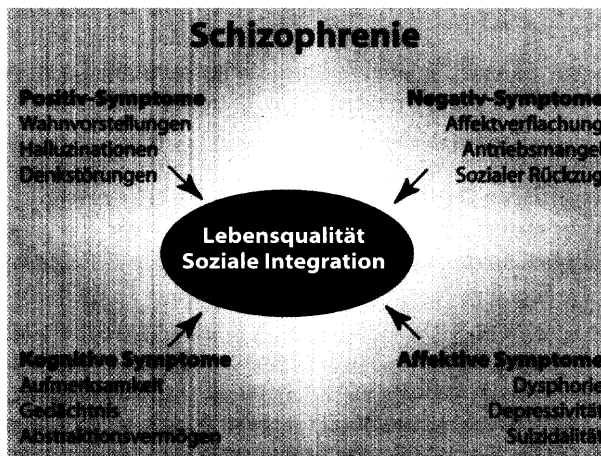 Schizophrenie
Positiv-Symptome
Wahnvorstellungen
Halluzinationen
Denkstörungen
Negativ-Symptome
Affektverflachung
Antriebsmangel
Sozialer Rückzug
Lebensqualität
Soziale Integration
Kognitive Symptome
Aufmerksamkeit
Gedächtnis
Abstraktionsvermögen
Affektive Symptome
Dysphorie
Depressivität
Suizidalität